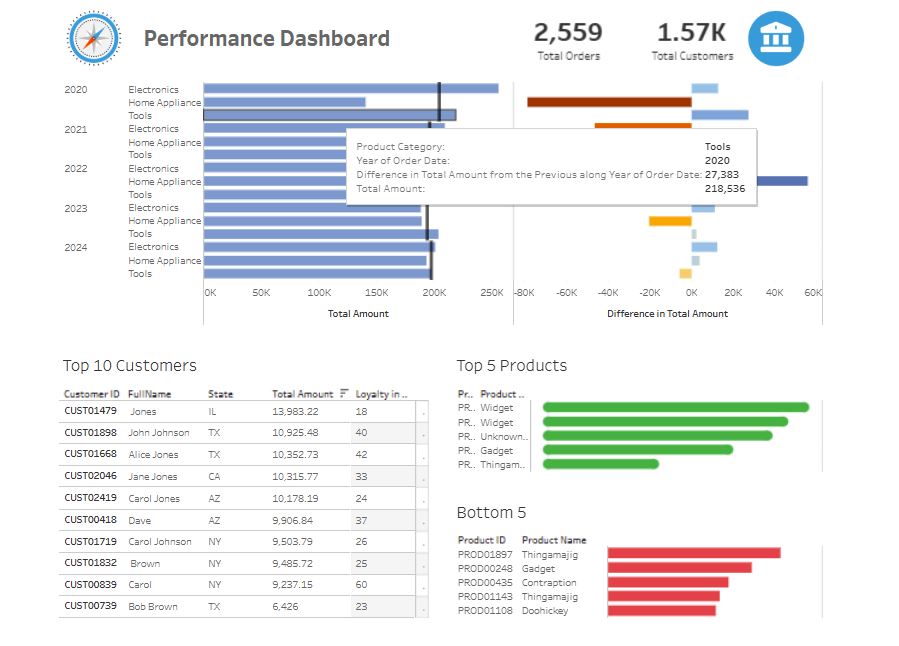 Performance Dashboard
2,559
Total Orders
1.57K
Total Customers
2020 Electronics
Home Appliance
Tools
2021 Electronics
Home Appliance
Tools
2022 Electronics
Home Appliance
Tools
2023 Electronics
Home Appliance
Tools
2024 Electronics
Home Appliance
Tools
Product Category: Tools
Year of Order Date: 2020
Difference in Total Amount from the Previous along Year of Order Date: 27,383
Total Amount: 218,536
0K 50K 100K 150K 200K 250K -80K -60K -40K -20K 0K 20K 40K 60K
Total Amount Difference in Total Amount
Top 10 Customers
Customer ID FullName State Total Amount Loyalty in ..
CUST01479 Jones IL 13,983.22 18 .
CUST01898 John Johnson TX 10,925.48 40 .
CUST01668 Alice Jones TX 10,352.73 42 .
CUST02046 Jane Jones CA 10,315.77 33 .
CUST02419 Carol Jones AZ 10,178.19 24 .
CUST00418 Dave AZ 9,906.84 37 .
CUST01719 Carol Johnson NY 9,503.79 26 .
CUST01832 Brown NY 9,485.72 25 .
CUST00839 Carol NY 9,237.15 60 .
CUST00739 Bob Brown TX 6,426 23 .
Top 5 Products
Pr.. Product ..
PR.. Widget
PR.. Widget
PR.. Unknown..
PR.. Gadget
PR.. Thingam..
Bottom 5
Product ID Product Name
PROD01897 Thingamajig
PROD00248 Gadget
PROD00435 Contraption
PROD01143 Thingamajig
PROD01108 Doohickey